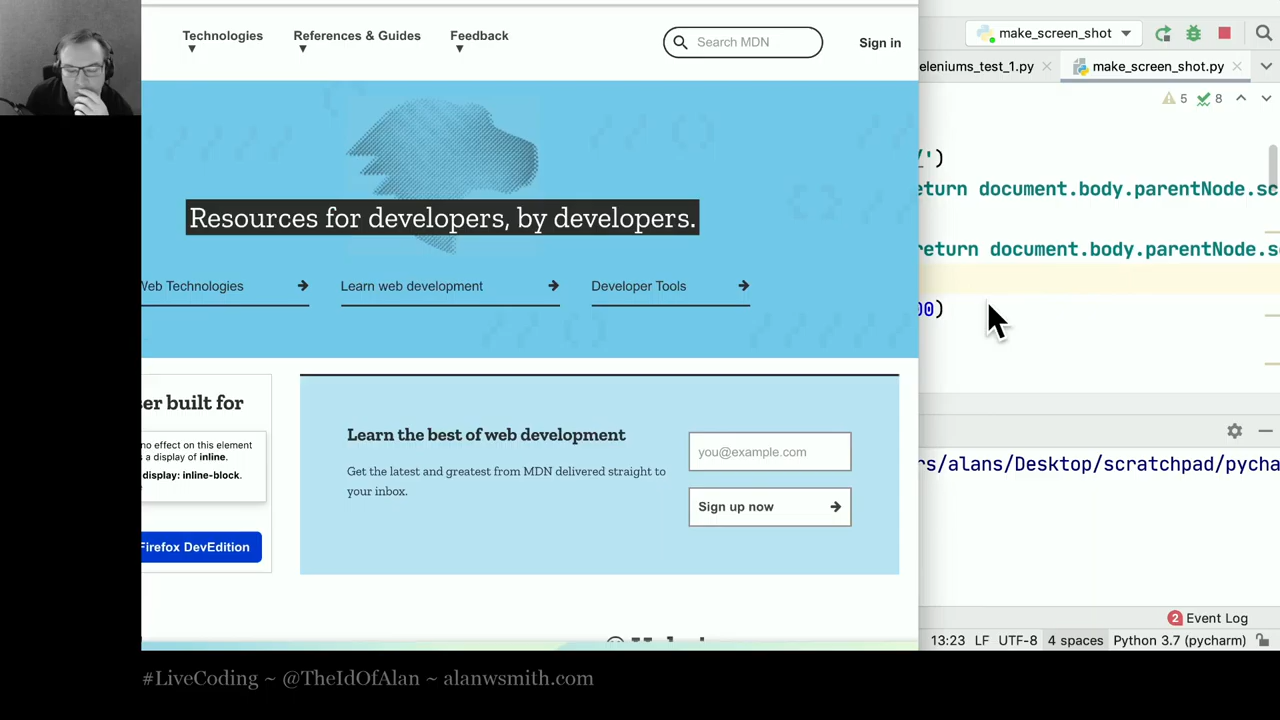 make_screen_shot
Technologies
References & Guides
Feedback
Search MDN
Sign in
eleniums_test_1.py
make_screen_shot.py
5
8
Resources for developers, by developers.
/')
return document.body.parentNode.sc
return document.body.parentNode.sc
00)
Web Technologies
Learn web development
Developer Tools
er built for
no effect on this element
a display of inline.
display: inline-block.
Firefox DevEdition
Learn the best of web development
Get the latest and greatest from MDN delivered straight to
your inbox.
you@example.com
Sign up now
rs/alans/Desktop/scratchpad/pycha
2 Event Log
13:23 LF UTF-8 4 spaces Python 3.7 (pycharm)
#LiveCoding ~ @TheIdOfAlan ~ alanwsmith.com